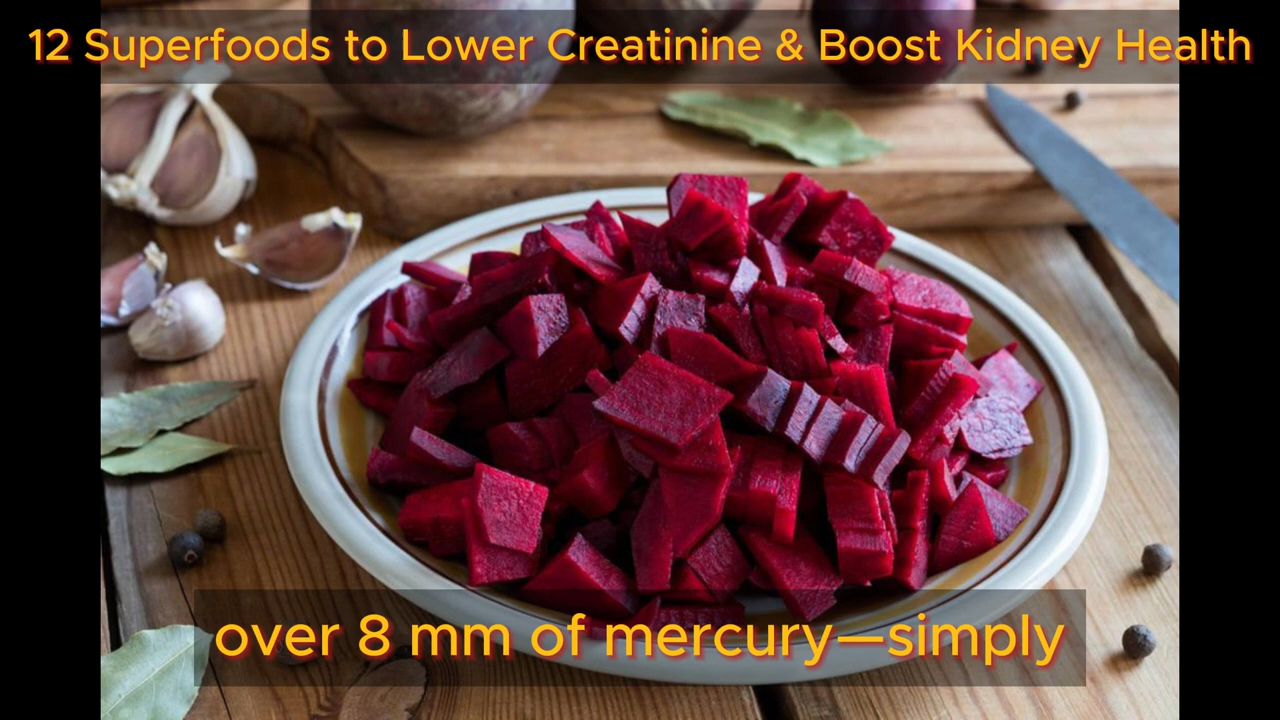 12 Superfoods to Lower Creatinine & Boost Kidney Health
over 8 mm of mercury—simply